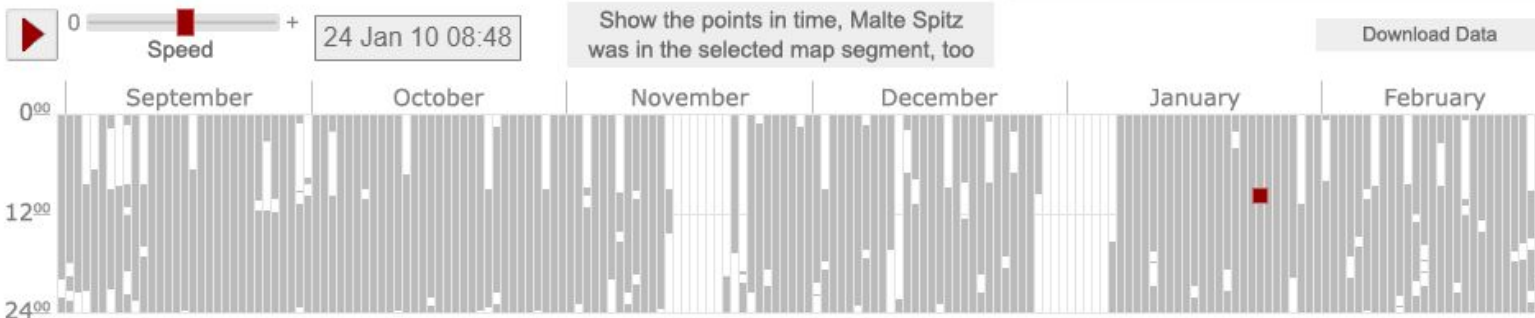 0 +
Speed
24 Jan 10 08:48
Show the points in time, Malte Spitz
was in the selected map segment, too
Download Data
September October November December January February
0⁰⁰
12⁰⁰
24⁰⁰